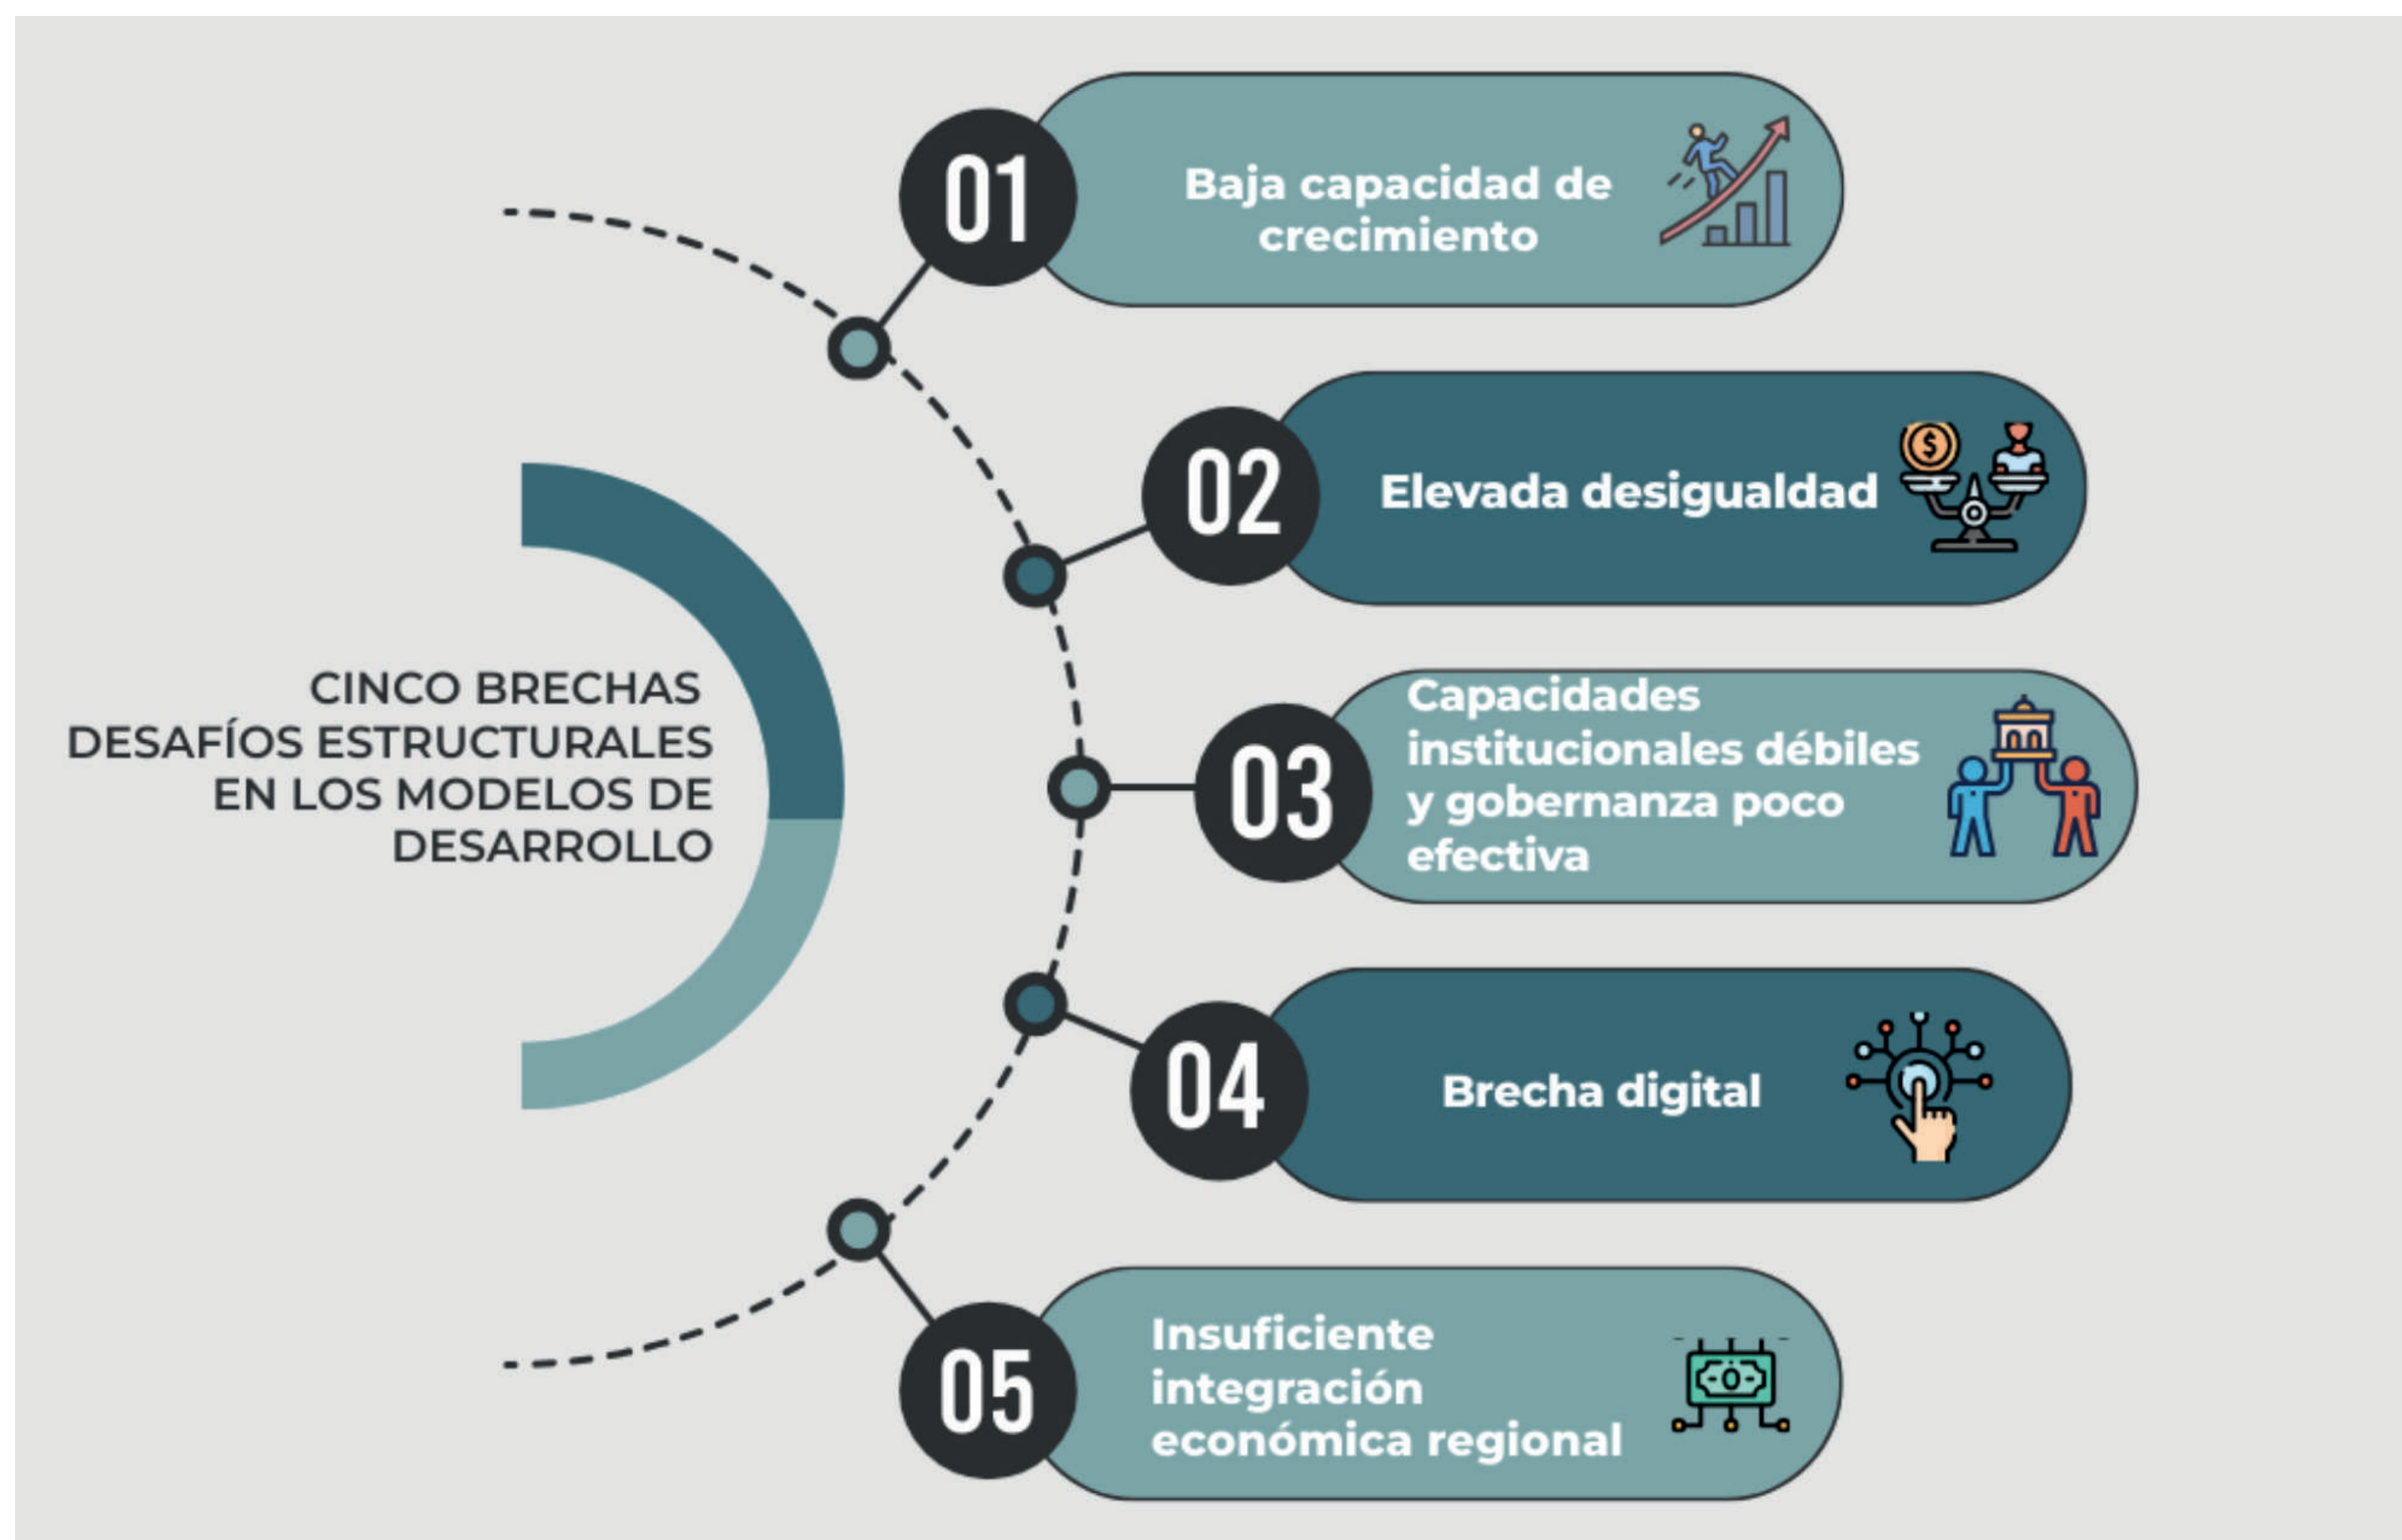 CINCO BRECHAS
DESAFÍOS ESTRUCTURALES
EN LOS MODELOS DE
DESARROLLO
01
Baja capacidad de
crecimiento
02
Elevada desigualdad
03
Capacidades
institucionales débiles
y gobernanza poco
efectiva
04
Brecha digital
05
Insuficiente
integración
económica regional